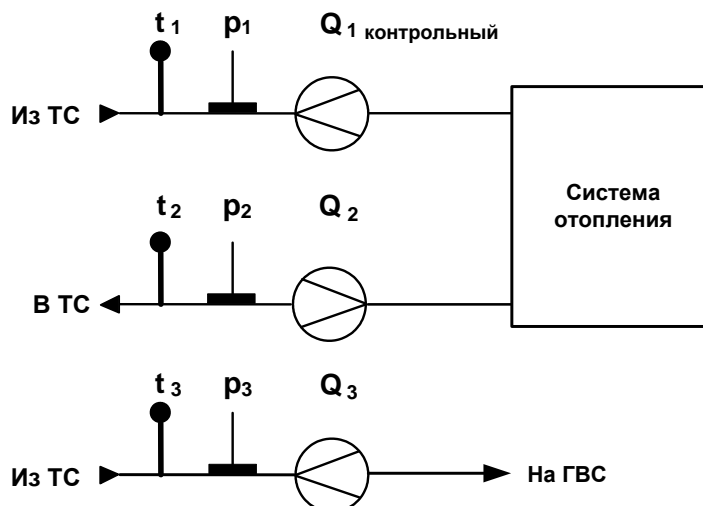 t 1 p1 Q 1 контрольный
Из ТС
Система
отопления
t 2 p2 Q 2
В ТС
t 3 p3 Q 3
Из ТС
На ГВС